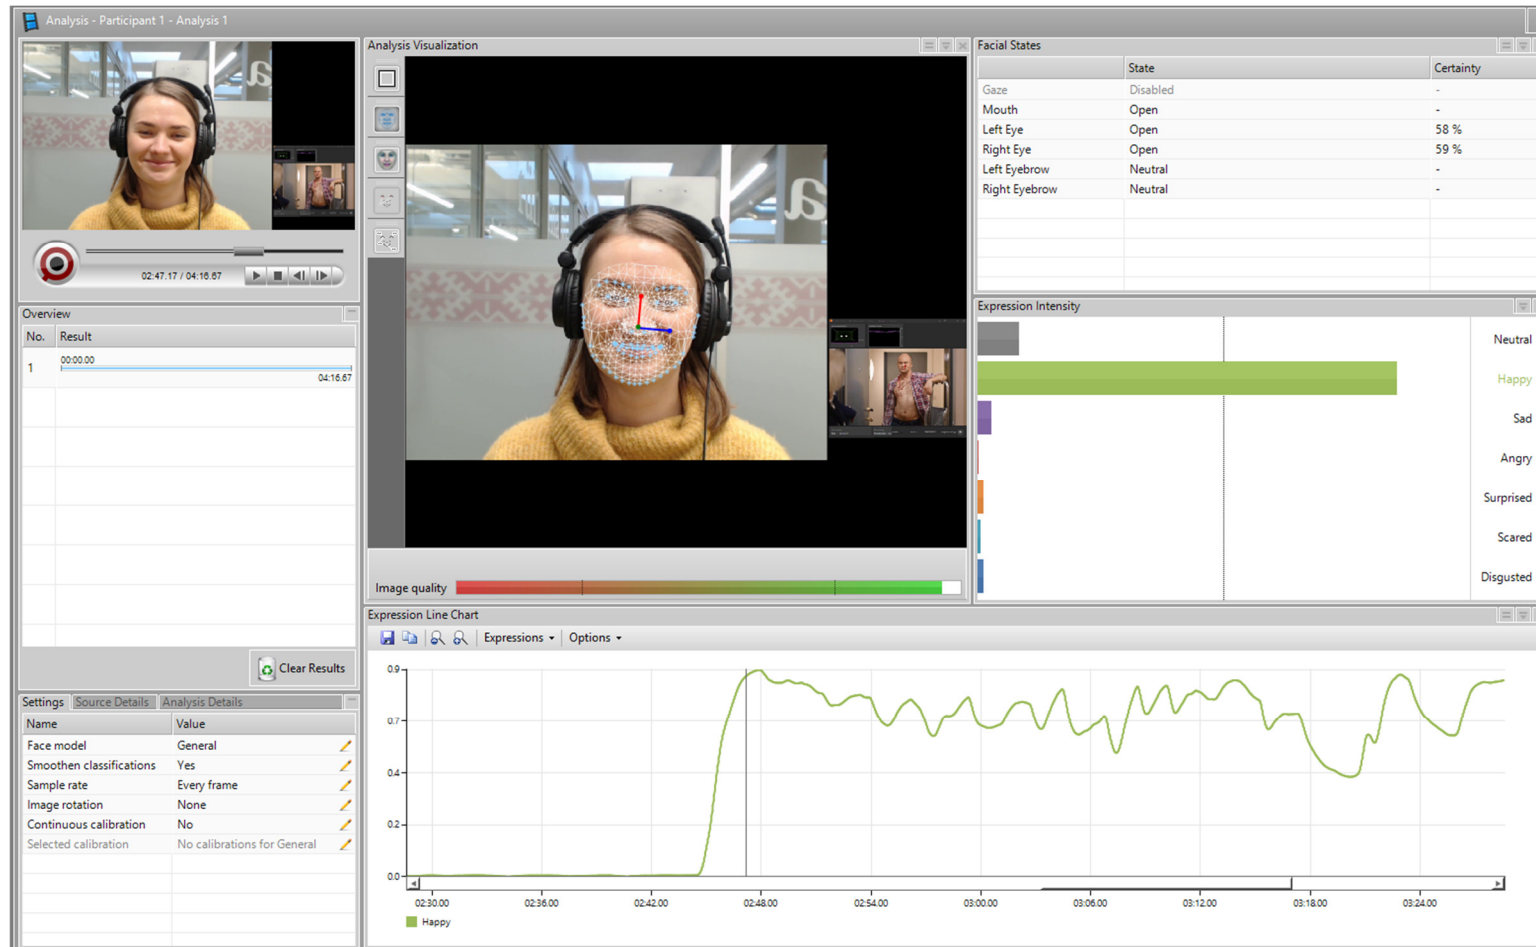 Analysis - Participant 1 - Analysis 1
a
02:47.17 / 04:16.67
Overview
No. Result
1 00:00.00
04:16.67
Clear Results
Settings Source Details Analysis Details
Name Value
Face model General
Smoothen classifications Yes
Sample rate Every frame
Image rotation None
Continuous calibration No
Selected calibration No calibrations for General
Analysis Visualization
a
Image quality
Facial States
State Certainty
Gaze Disabled -
Mouth Open -
Left Eye Open 58 %
Right Eye Open 59 %
Left Eyebrow Neutral -
Right Eyebrow Neutral -
Expression Intensity
Neutral
Happy
Sad
Angry
Surprised
Scared
Disgusted
Expression Line Chart
Expressions Options
0.9
0.7
0.4
0.2
0.0
02:30.00 02:36.00 02:42.00 02:48.00 02:54.00 03:00.00 03:06.00 03:12.00 03:18.00 03:24.00
Happy